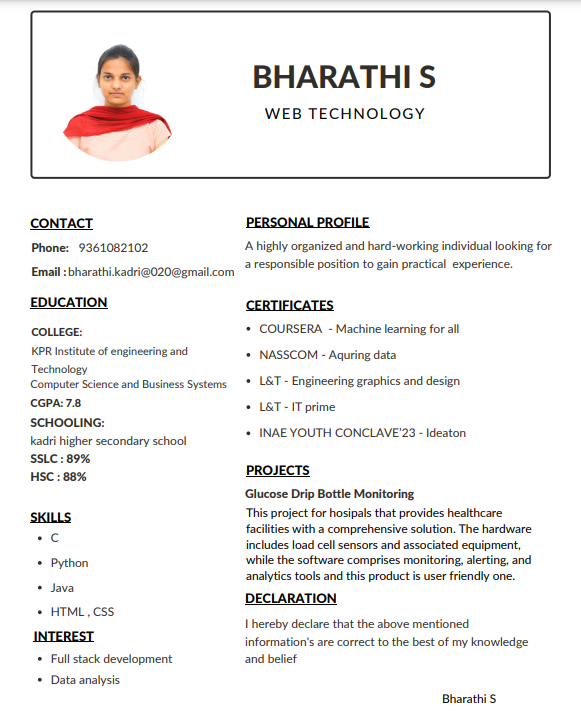 BHARATHI S
WEB TECHNOLOGY
CONTACT
Phone: 9361082102
Email : bharathi.kadri@020@gmail.com
EDUCATION
COLLEGE:
KPR Institute of engineering and
Technology
Computer Science and Business Systems
CGPA: 7.8
SCHOOLING:
kadri higher secondary school
SSLC : 89%
HSC : 88%
SKILLS
• C
• Python
• Java
• HTML , CSS
INTEREST
• Full stack development
• Data analysis
PERSONAL PROFILE
A highly organized and hard-working individual looking for
a responsible position to gain practical experience.
CERTIFICATES
• COURSERA - Machine learning for all
• NASSCOM - Aquring data
• L&T - Engineering graphics and design
• L&T - IT prime
• INAE YOUTH CONCLAVE'23 - Ideaton
PROJECTS
Glucose Drip Bottle Monitoring
This project for hosipals that provides healthcare
facilities with a comprehensive solution. The hardware
includes load cell sensors and associated equipment,
while the software comprises monitoring, alerting, and
analytics tools and this product is user friendly one.
DECLARATION
I hereby declare that the above mentioned
information's are correct to the best of my knowledge
and belief
Bharathi S